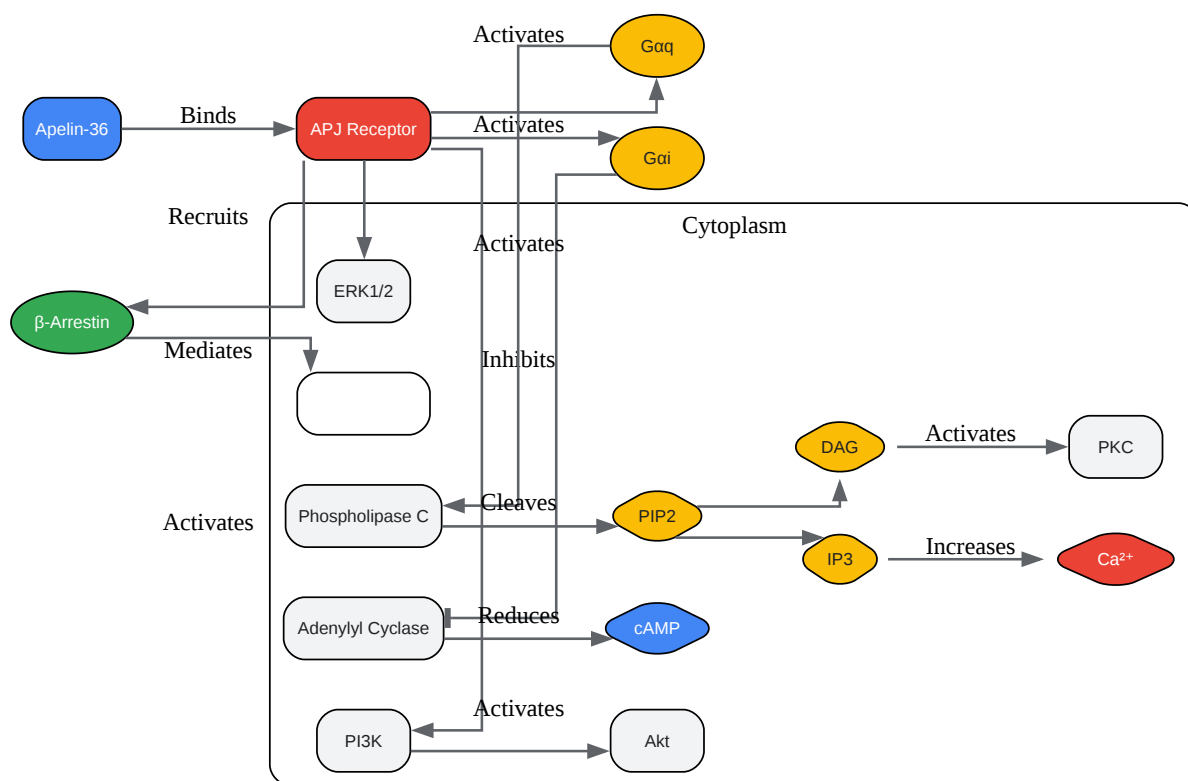 Activates
Gαq
Apelin-36
Binds
APJ Receptor
Activates
Gαi
Recruits
Cytoplasm
Activates
ERK1/2
β-Arrestin
Mediates
Inhibits
DAG
Activates
PKC
Phospholipase C
Cleaves
PIP2
Activates
IP3
Increases
Ca²⁺
Adenylyl Cyclase
Reduces
cAMP
PI3K
Activates
Akt